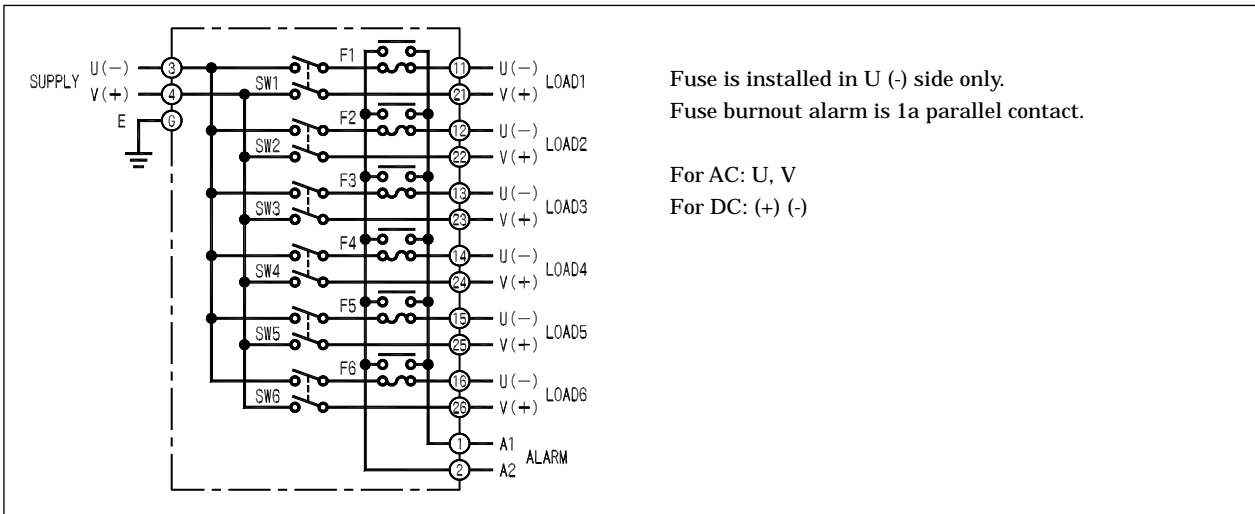 SUPPLY
U(−) 3
V(+) 4
E G
F1 11 U(−)
SW1 21 V(+)
LOAD1
F2 12 U(−)
SW2 22 V(+)
LOAD2
F3 13 U(−)
SW3 23 V(+)
LOAD3
F4 14 U(−)
SW4 24 V(+)
LOAD4
F5 15 U(−)
SW5 25 V(+)
LOAD5
F6 16 U(−)
SW6 26 V(+)
LOAD6
1 A1
2 A2
ALARM
Fuse is installed in U (-) side only.
Fuse burnout alarm is 1a parallel contact.
For AC: U, V
For DC: (+) (-)